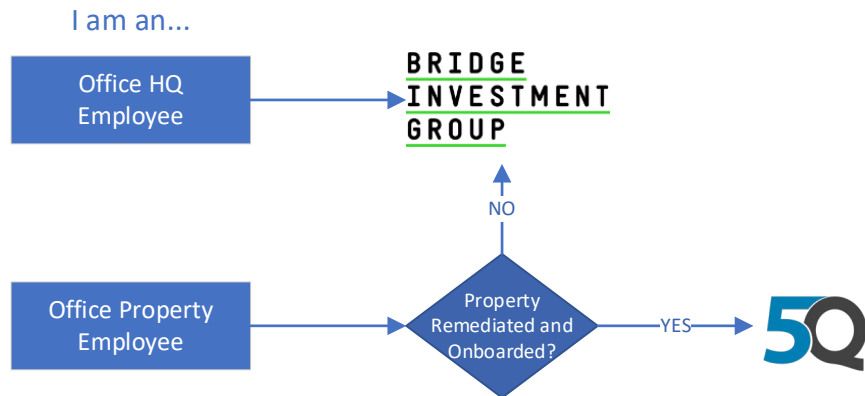 I am an...
Office HQ
Employee
BRIDGE
INVESTMENT
GROUP
NO
Office Property
Employee
Property
Remediated and
Onboarded?
YES
5Q